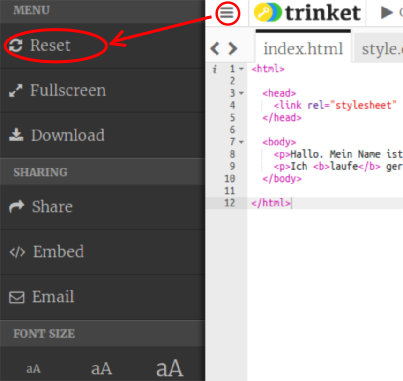 MENU
Reset
Fullscreen
Download
SHARING
Share
Embed
Email
FONT SIZE
aA aA aA
trinket
index.html style.
i 1 <html>
2
3 <head>
4 <link rel="stylesheet"
5 </head>
6
7 <body>
8 <p>Hallo. Mein Name ist
9 <p>Ich <b>laufe</b> ger
10 </body>
11
12 </html>